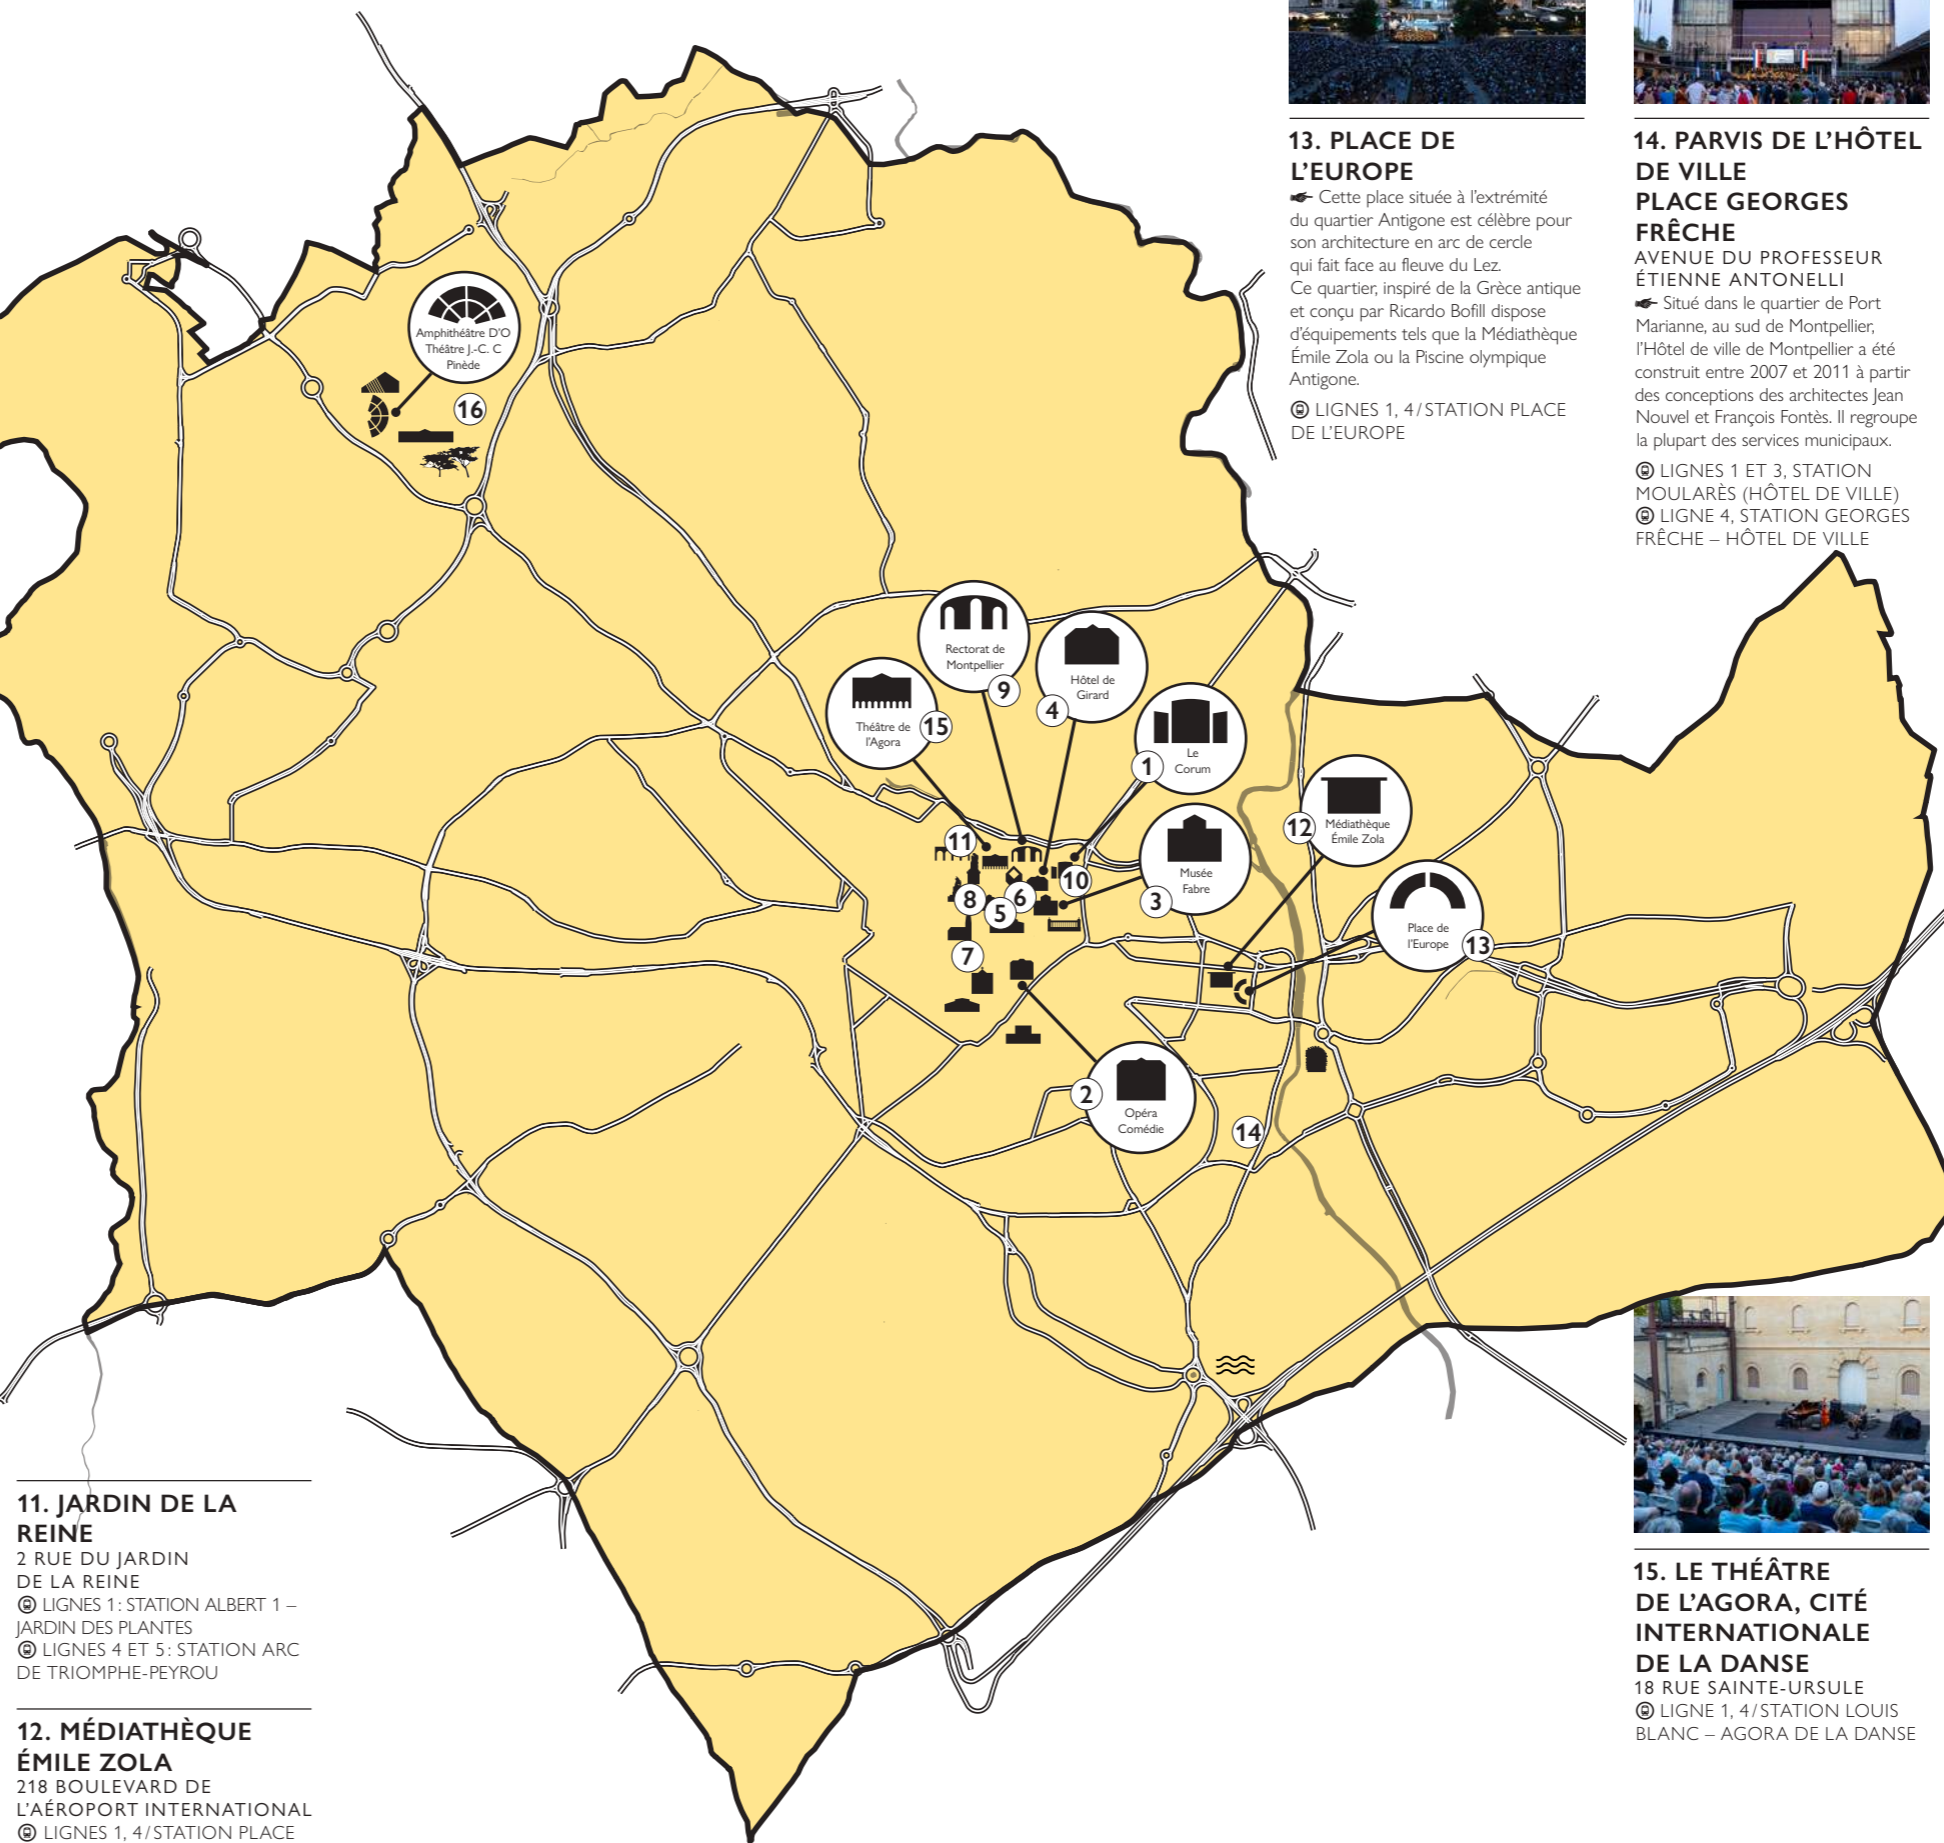 13. PLACE DE
L'EUROPE
☛ Cette place située à l'extrémité
du quartier Antigone est célèbre pour
son architecture en arc de cercle
qui fait face au fleuve du Lez.
Ce quartier, inspiré de la Grèce antique
et conçu par Ricardo Bofill dispose
d'équipements tels que la Médiathèque
Émile Zola ou la Piscine olympique
Antigone.
LIGNES 1, 4/STATION PLACE
DE L'EUROPE
14. PARVIS DE L'HÔTEL
DE VILLE
PLACE GEORGES
FRÊCHE
AVENUE DU PROFESSEUR
ÉTIENNE ANTONELLI
☛ Situé dans le quartier de Port
Marianne, au sud de Montpellier,
l'Hôtel de ville de Montpellier a été
construit entre 2007 et 2011 à partir
des conceptions des architectes Jean
Nouvel et François Fontès. Il regroupe
la plupart des services municipaux.
LIGNES 1 ET 3, STATION
MOULARÈS (HÔTEL DE VILLE)
LIGNE 4, STATION GEORGES
FRÊCHE – HÔTEL DE VILLE
Amphithéâtre D'O
Théâtre J.-C. C
Pinède
16
Rectorat de
Montpellier
9
Hôtel de
Girard
4
Théâtre de
l'Agora
15
Le
Corum
1
Médiathèque
Émile Zola
12
Musée
Fabre
3
Place de
l'Europe
13
11
10
8
5
6
7
Opéra
Comédie
2
14
11. JARDIN DE LA
REINE
2 RUE DU JARDIN
DE LA REINE
LIGNES 1: STATION ALBERT 1 –
JARDIN DES PLANTES
LIGNES 4 ET 5: STATION ARC
DE TRIOMPHE-PEYROU
12. MÉDIATHÈQUE
ÉMILE ZOLA
218 BOULEVARD DE
L'AÉROPORT INTERNATIONAL
LIGNES 1, 4/STATION PLACE
15. LE THÉÂTRE
DE L'AGORA, CITÉ
INTERNATIONALE
DE LA DANSE
18 RUE SAINTE-URSULE
LIGNE 1, 4/STATION LOUIS
BLANC – AGORA DE LA DANSE